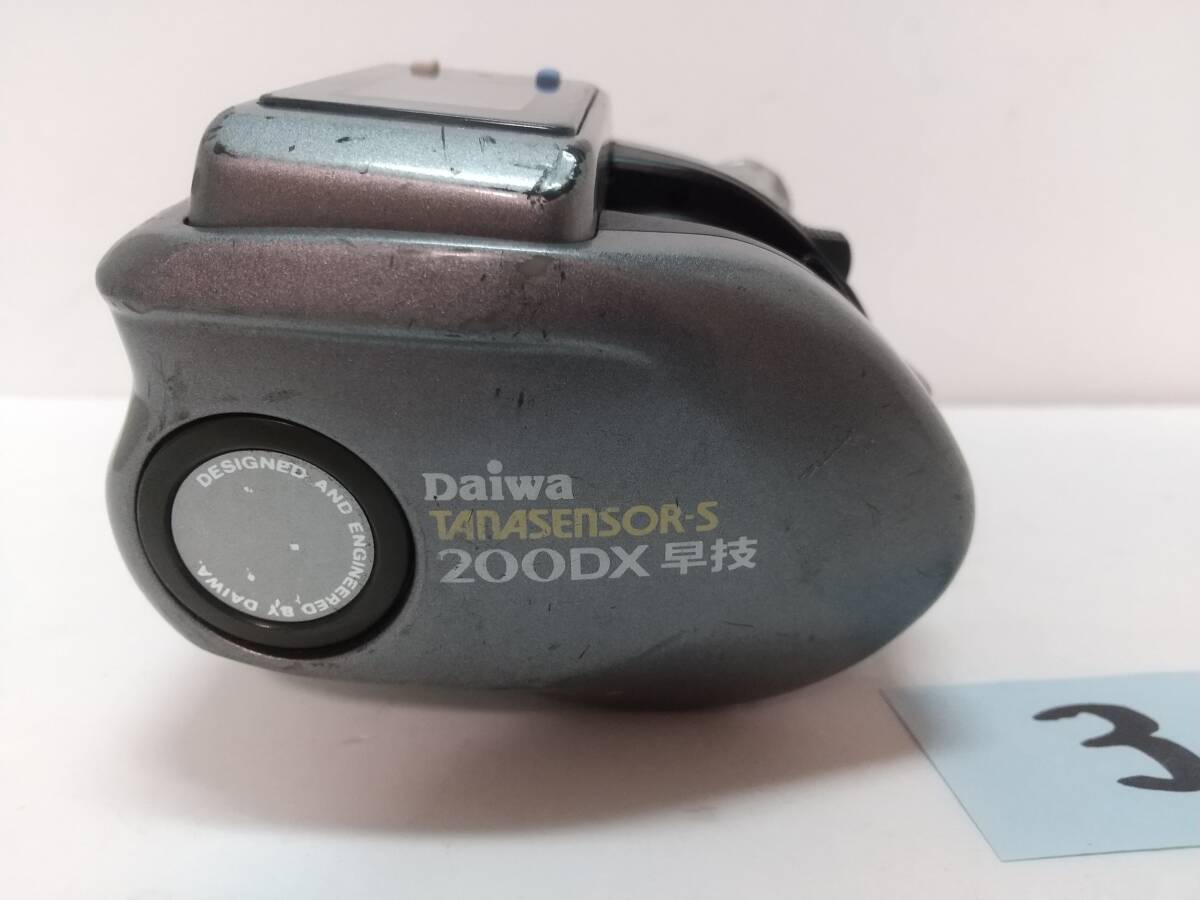 DESIGNED AND ENGINEERED BY DAIWA.
Daiwa
TANASENSOR-S
200DX 早技
3